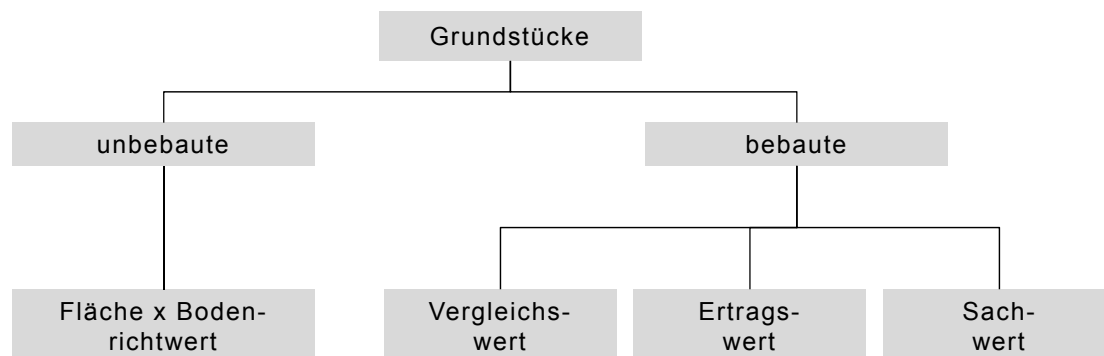 Grundstücke
unbebaute
bebaute
Fläche x Boden-
richtwert
Vergleichs-
wert
Ertrags-
wert
Sach-
wert